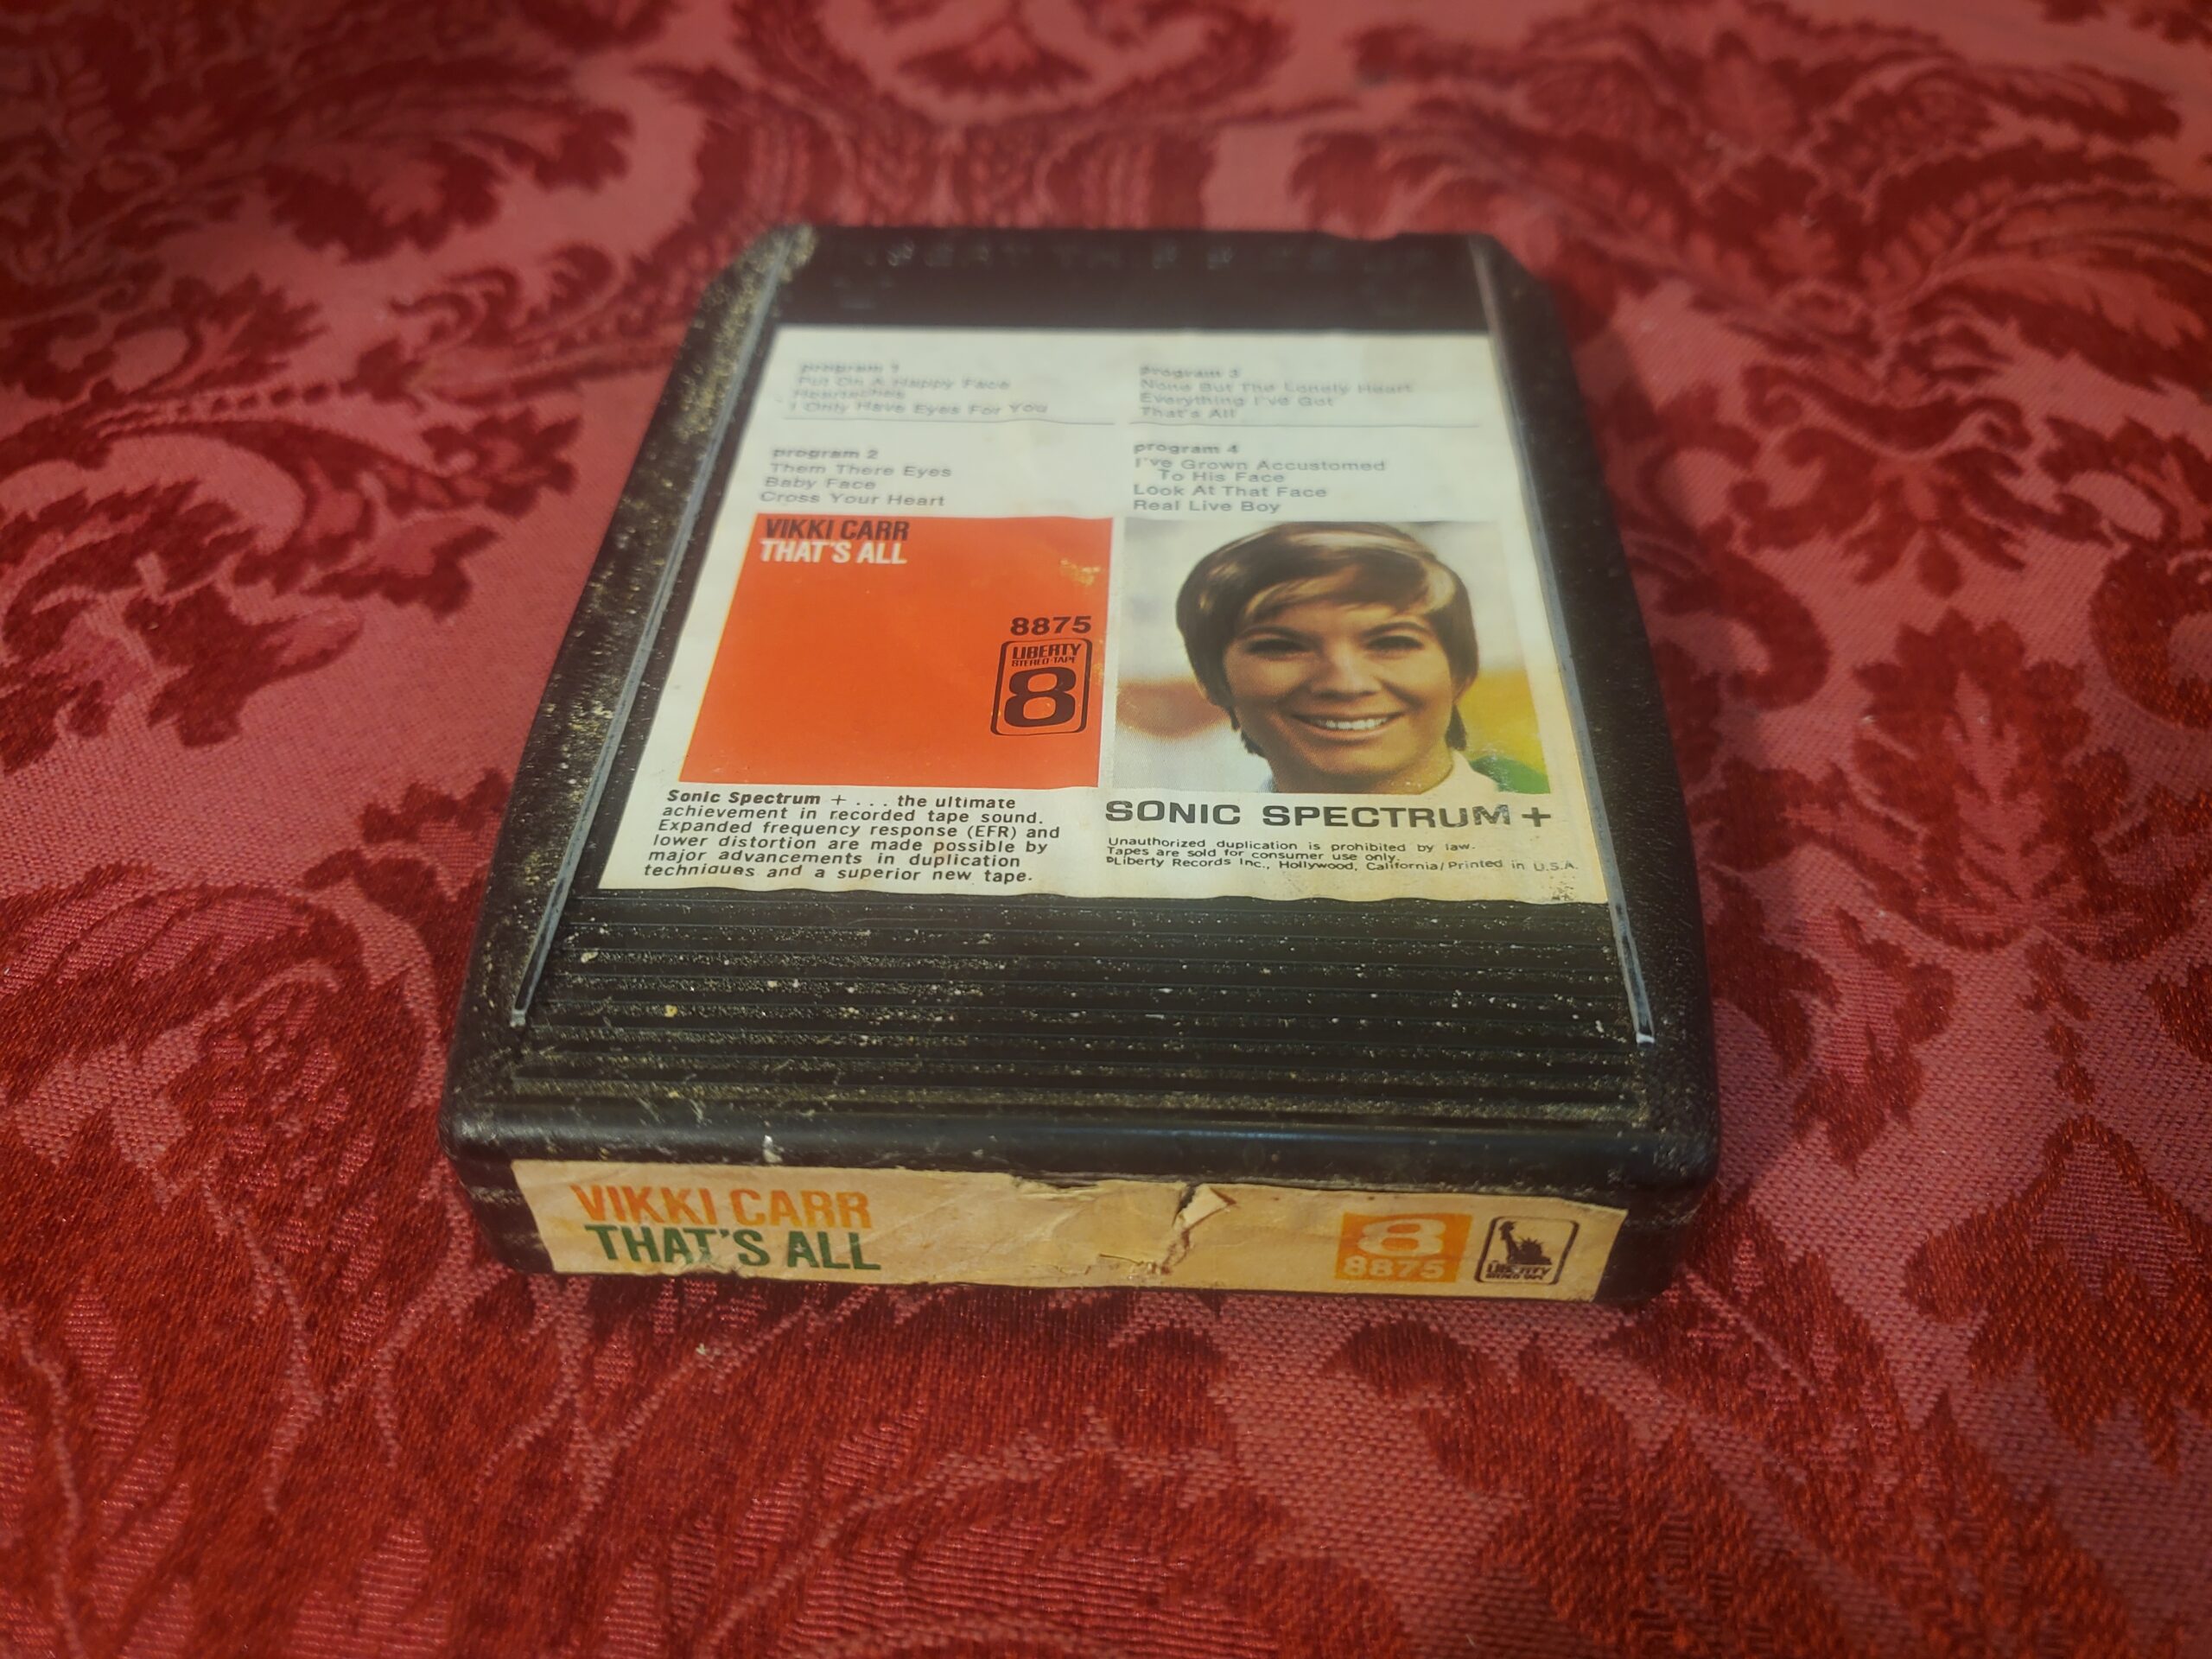 program 1
Put On A Happy Face
Heartaches
I Only Have Eyes For You
program 2
Them There Eyes
Baby Face
Cross Your Heart
program 3
None But The Lonely Heart
Everything I've Got
That's All
program 4
I've Grown Accustomed
To His Face
Look At That Face
Real Live Boy
VIKKI CARR
THAT'S ALL
8875
LIBERTY
STEREO-TAPE
8
Sonic Spectrum + . . . the ultimate
achievement in recorded tape sound.
Expanded frequency response (EFR) and
lower distortion are made possible by
major advancements in duplication
techniques and a superior new tape.
SONIC SPECTRUM +
Unauthorized duplication is prohibited by law.
Tapes are sold for consumer use only.
©Liberty Records Inc., Hollywood, California/Printed in U.S.A.
VIKKI CARR
THAT'S ALL
8
8875
LIBERTY
STEREO-TAPE